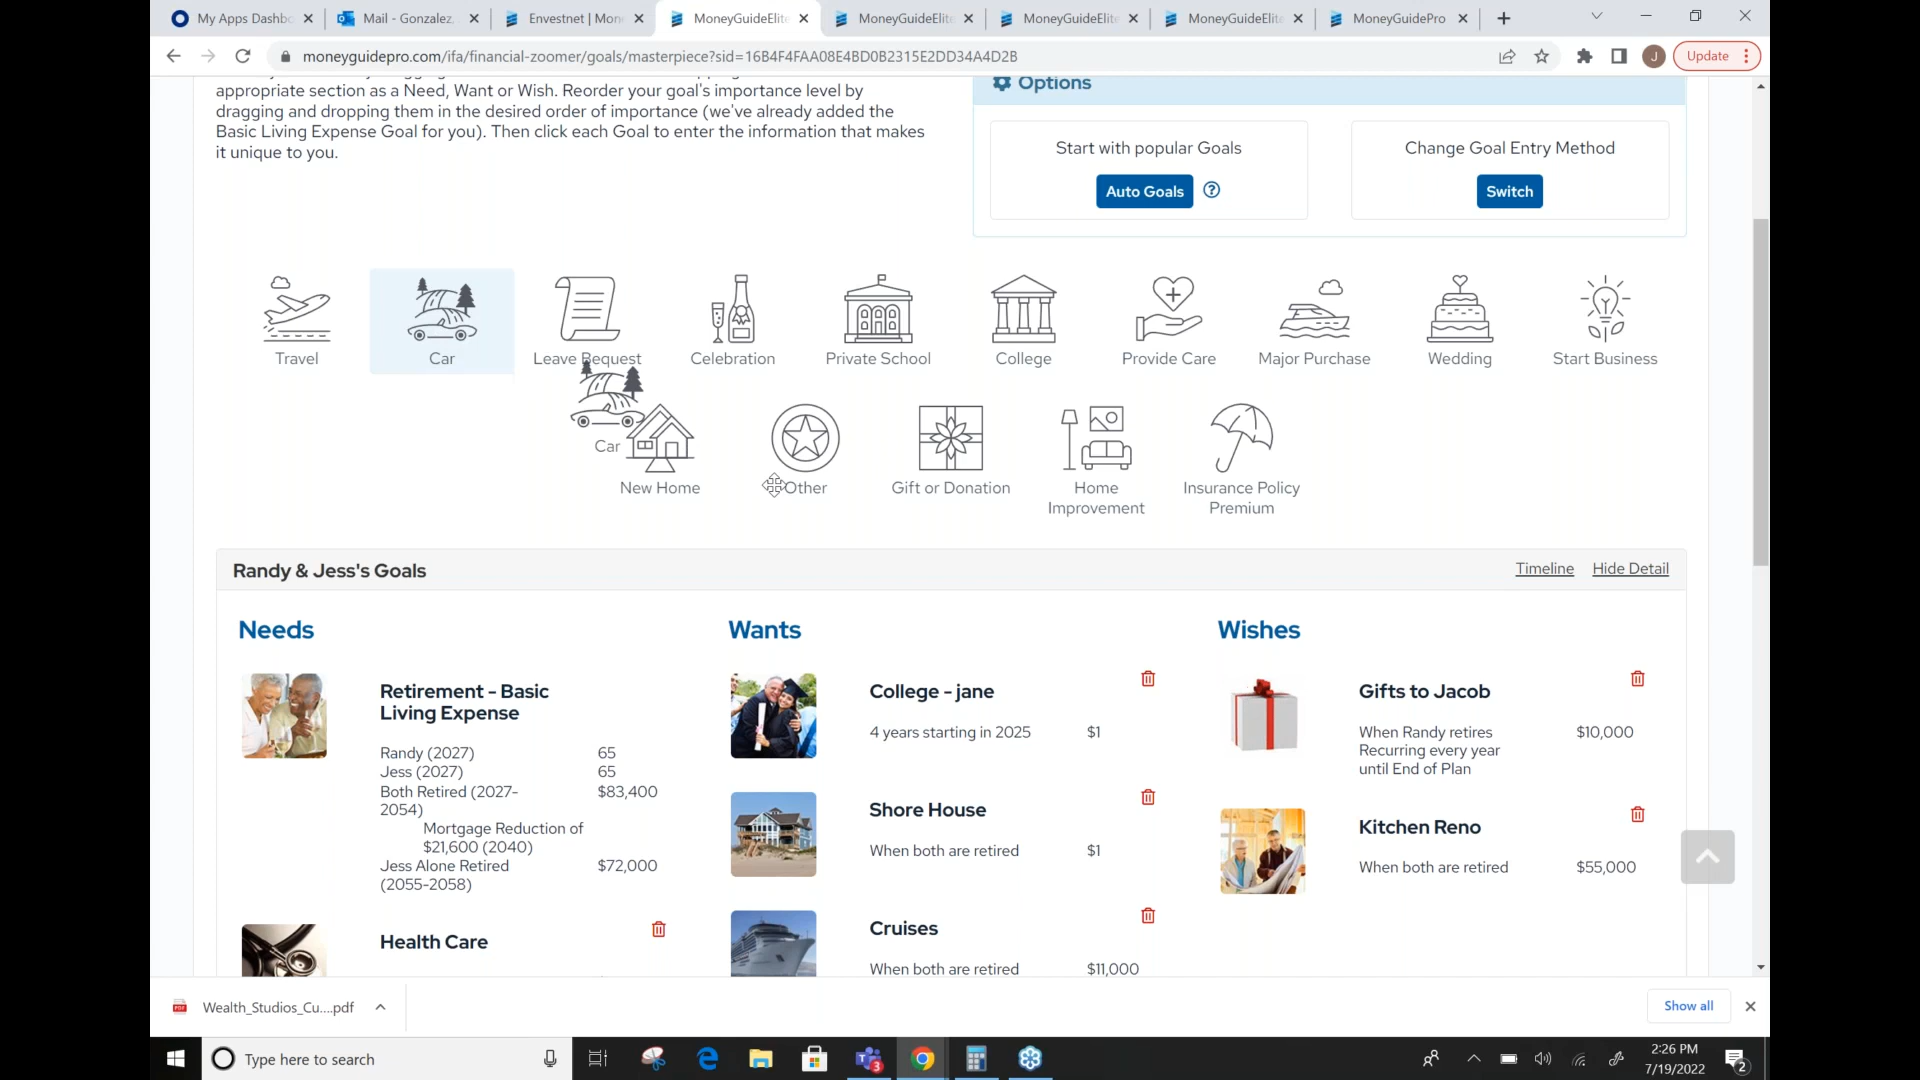 My Apps Dashbo
Mail - Gonzalez,
Envestnet | Mone
MoneyGuideElite
MoneyGuideElite
MoneyGuideElite
MoneyGuideElite
MoneyGuidePro
moneyguidepro.com/ifa/financial-zoomer/goals/masterpiece?sid=16B4F4FAA08E4BD0B2315E2DD34A4D2B
J
Update
appropriate section as a Need, Want or Wish. Reorder your goal's importance level by
dragging and dropping them in the desired order of importance (we've already added the
Basic Living Expense Goal for you). Then click each Goal to enter the information that makes
it unique to you.
Options
Start with popular Goals
Auto Goals
?
Change Goal Entry Method
Switch
Travel
Car
Leave Bequest
Celebration
Private School
College
Provide Care
Major Purchase
Wedding
Start Business
Car
New Home
Other
Gift or Donation
Home
Improvement
Insurance Policy
Premium
Randy & Jess's Goals
Timeline
Hide Detail
Needs
Retirement - Basic
Living Expense
Randy (2027) 65
Jess (2027) 65
Both Retired (2027- $83,400
2054)
Mortgage Reduction of
$21,600 (2040)
Jess Alone Retired $72,000
(2055-2058)
Health Care
Wants
College - jane
4 years starting in 2025 $1
Shore House
When both are retired $1
Cruises
When both are retired $11,000
Wishes
Gifts to Jacob
When Randy retires $10,000
Recurring every year
until End of Plan
Kitchen Reno
When both are retired $55,000
PDF
Wealth_Studios_Cu....pdf
Show all
Type here to search
3
2:26 PM
7/19/2022
2